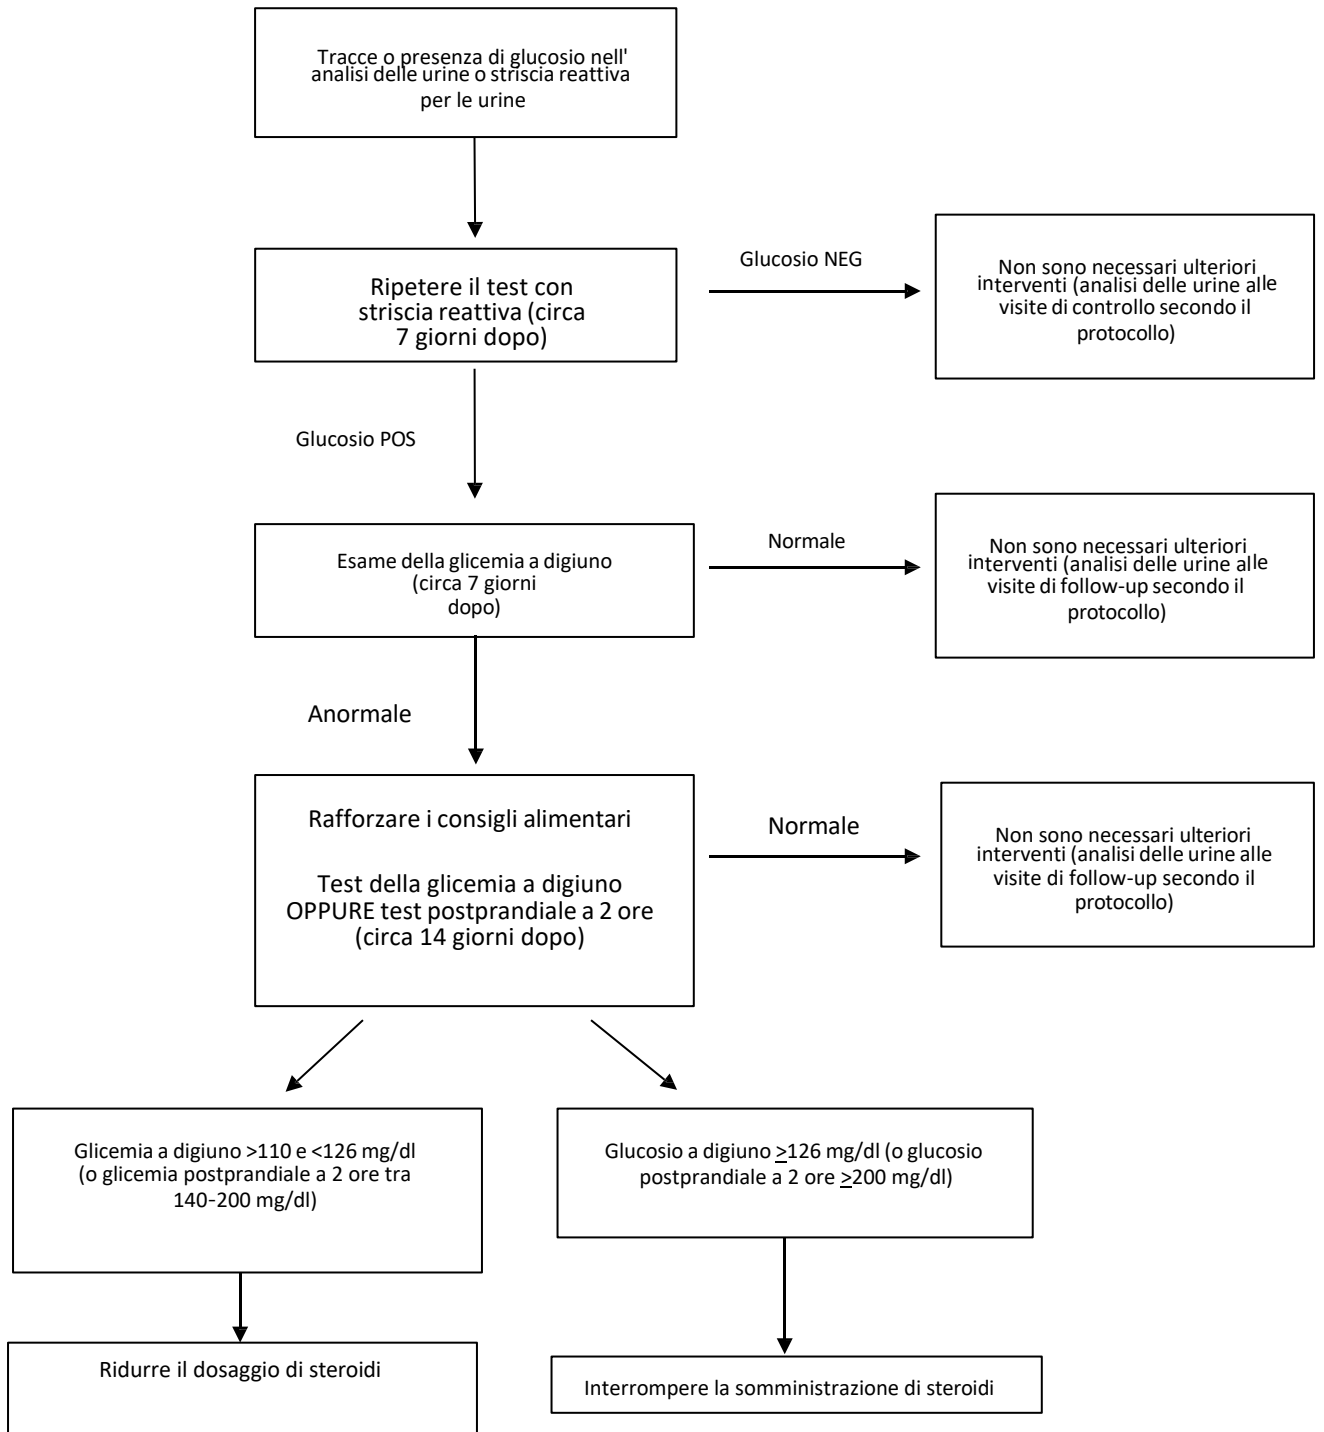 Tracce o presenza di glucosio nell'
analisi delle urine o striscia reattiva
per le urine
Ripetere il test con
striscia reattiva (circa
7 giorni dopo)
Glucosio NEG
Non sono necessari ulteriori
interventi (analisi delle urine alle
visite di controllo secondo il
protocollo)
Glucosio POS
Esame della glicemia a digiuno
(circa 7 giorni
dopo)
Normale
Non sono necessari ulteriori
interventi (analisi delle urine alle
visite di follow-up secondo il
protocollo)
Anormale
Rafforzare i consigli alimentari
Test della glicemia a digiuno
OPPURE test postprandiale a 2 ore
(circa 14 giorni dopo)
Normale
Non sono necessari ulteriori
interventi (analisi delle urine alle
visite di follow-up secondo il
protocollo)
Glicemia a digiuno >110 e <126 mg/dl
(o glicemia postprandiale a 2 ore tra
140-200 mg/dl)
Glucosio a digiuno ≥126 mg/dl (o glucosio
postprandiale a 2 ore ≥200 mg/dl)
Ridurre il dosaggio di steroidi
Interrompere la somministrazione di steroidi